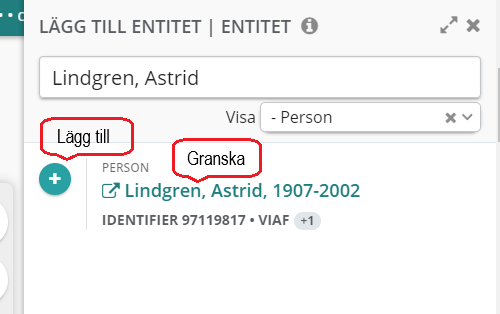 LÄGG TILL ENTITET | ENTITET
Lindgren, Astrid
Visa - Person
Lägg till
PERSON
Granska
Lindgren, Astrid, 1907-2002
IDENTIFIER 97119817 • VIAF +1